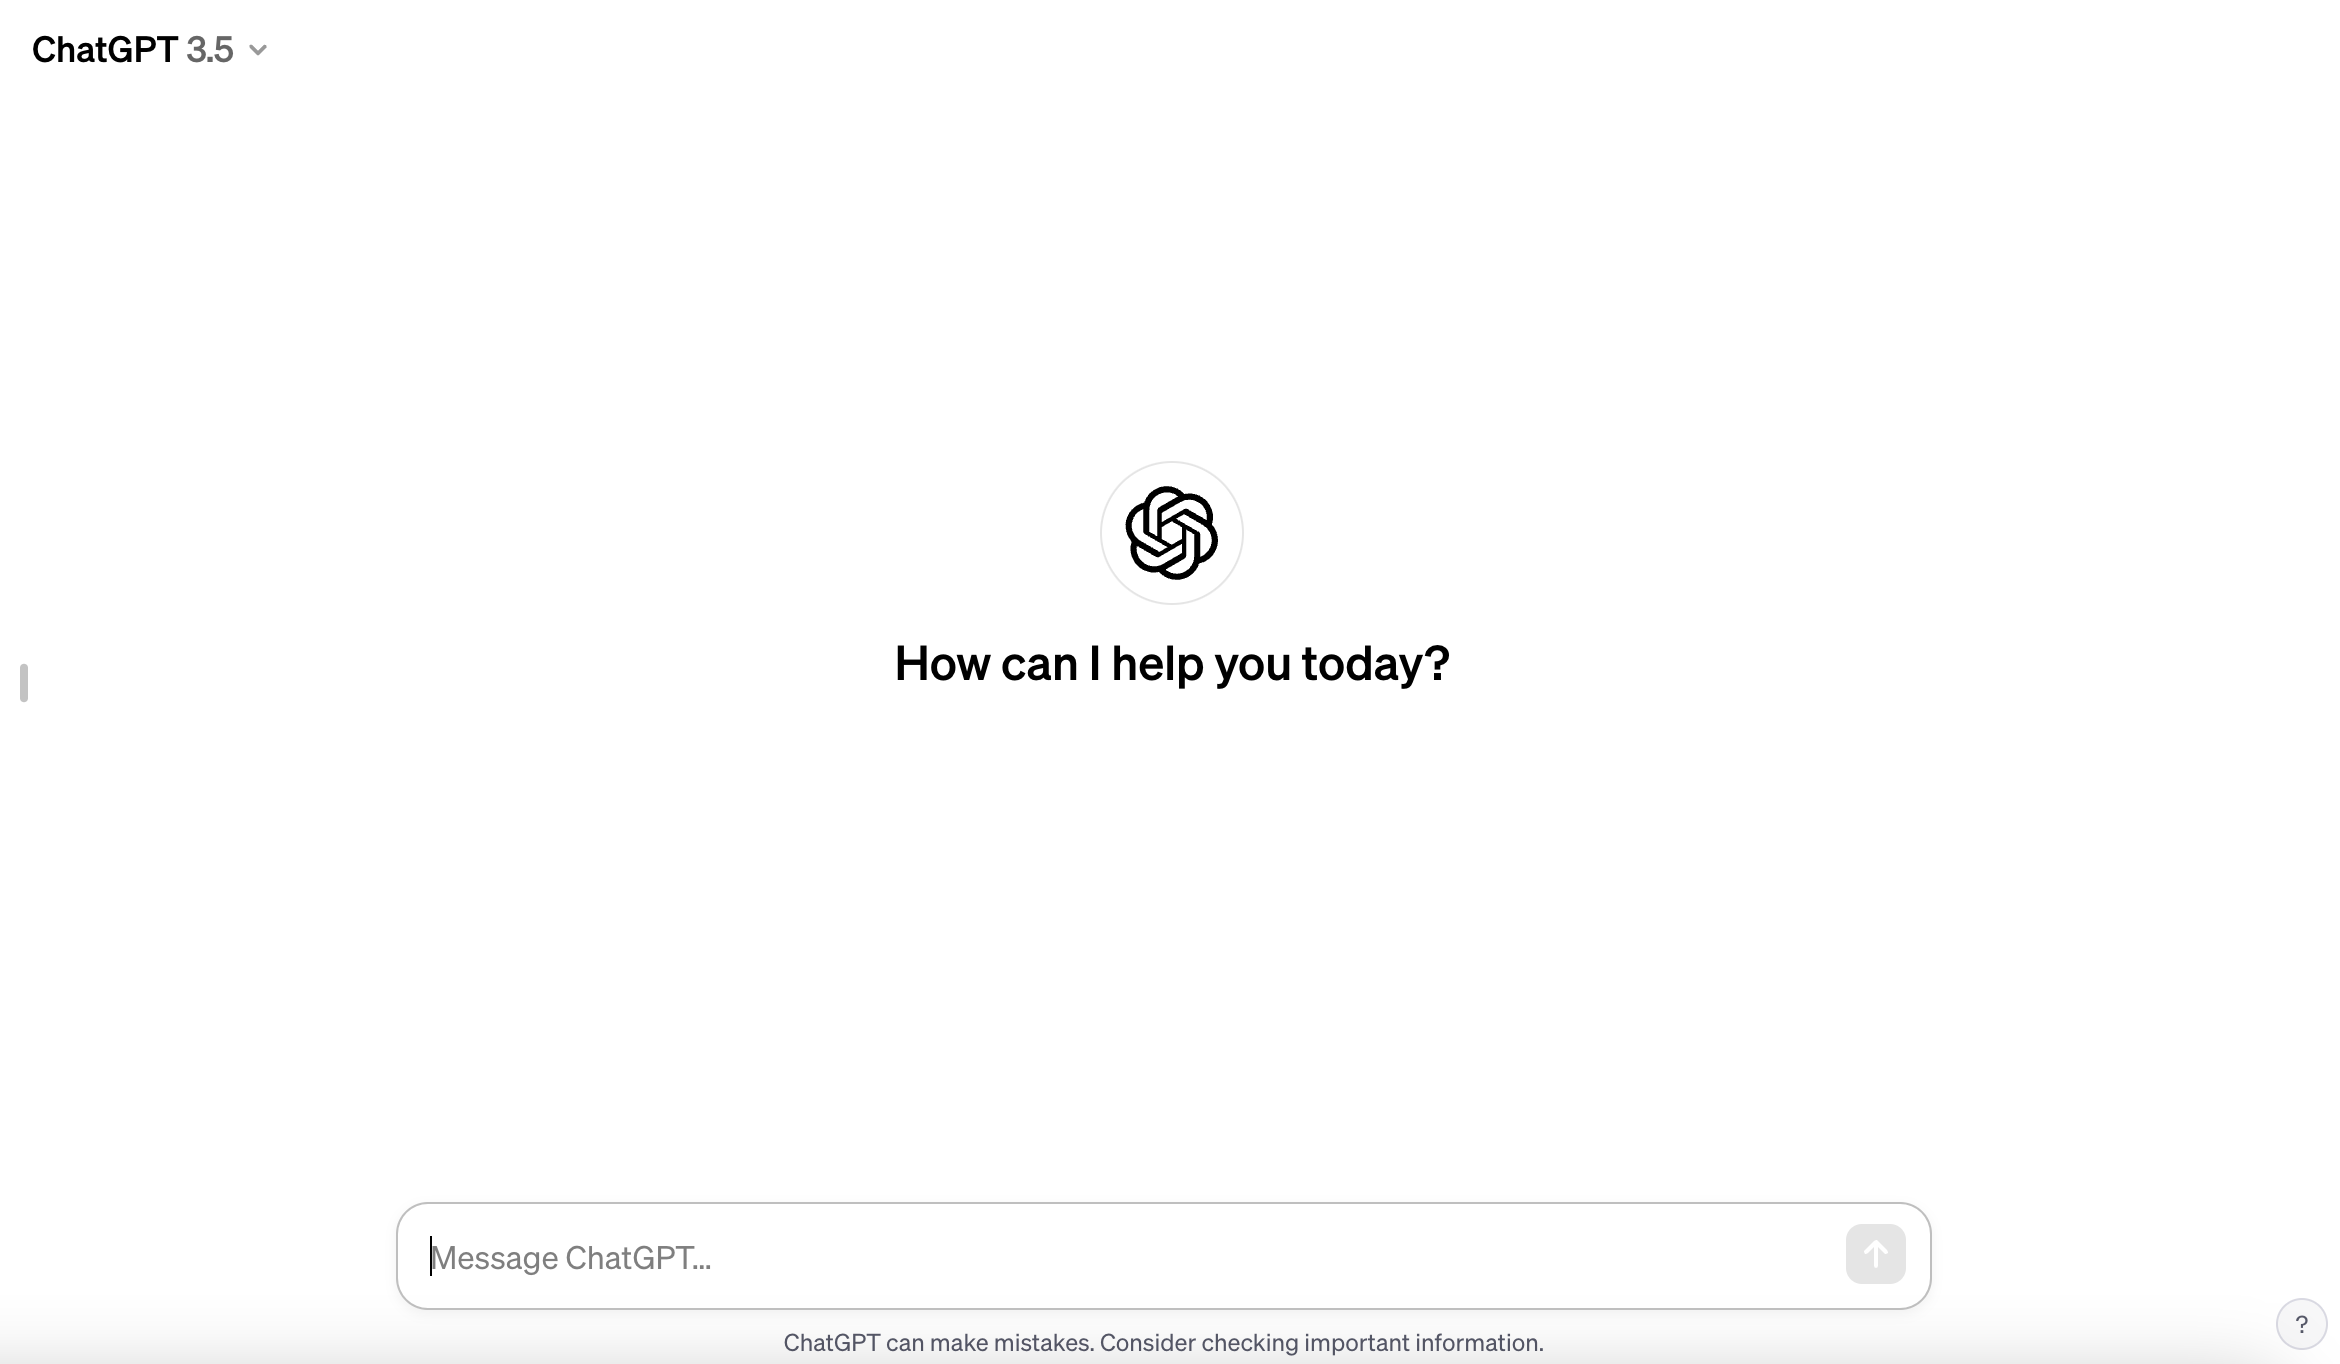 ChatGPT 3.5
How can I help you today?
Message ChatGPT...
ChatGPT can make mistakes. Consider checking important information.
?